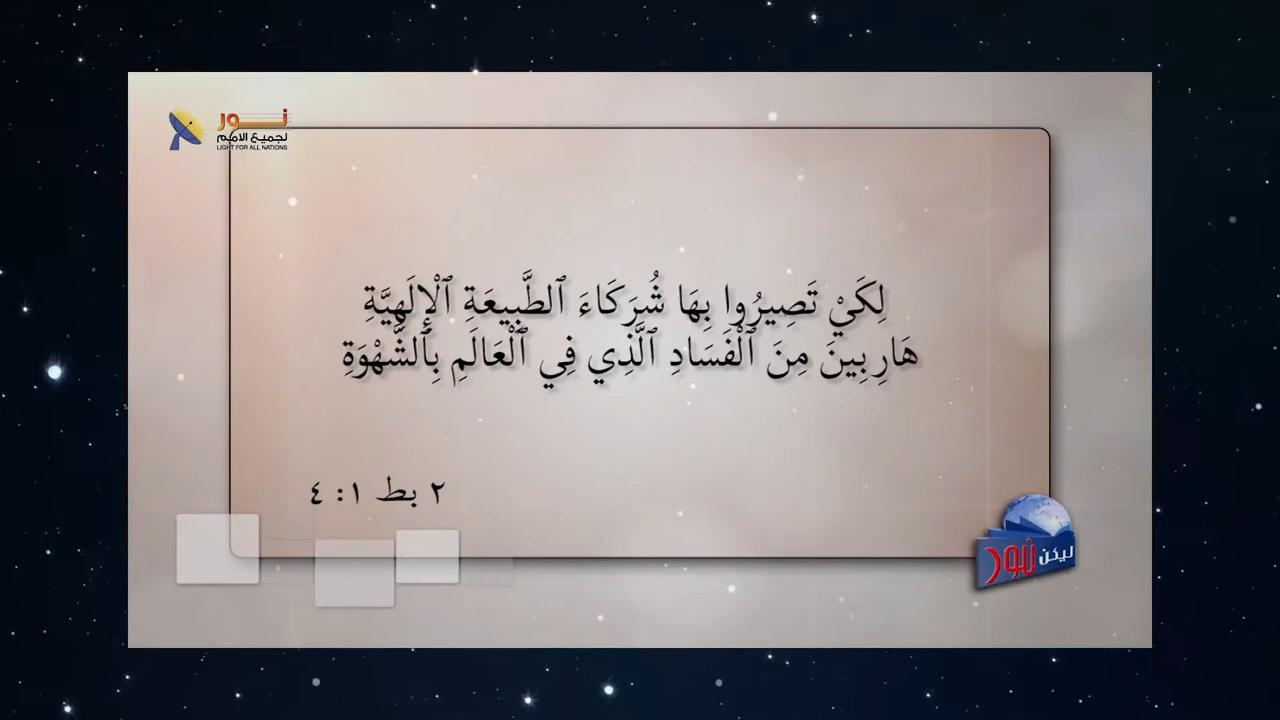 نور
لجميع الامم
LIGHT FOR ALL NATIONS
لِكَيْ تَصِيرُوا بِهَا شُرَكَاءَ ٱلطَّبِيعَةِ ٱلْإِلَهِيَّةِ
هَارِبِينَ مِنَ ٱلْفَسَادِ ٱلَّذِي فِي ٱلْعَالَمِ بِٱلشَّهْوَةِ
٢ بط ١: ٤
ليكن نور